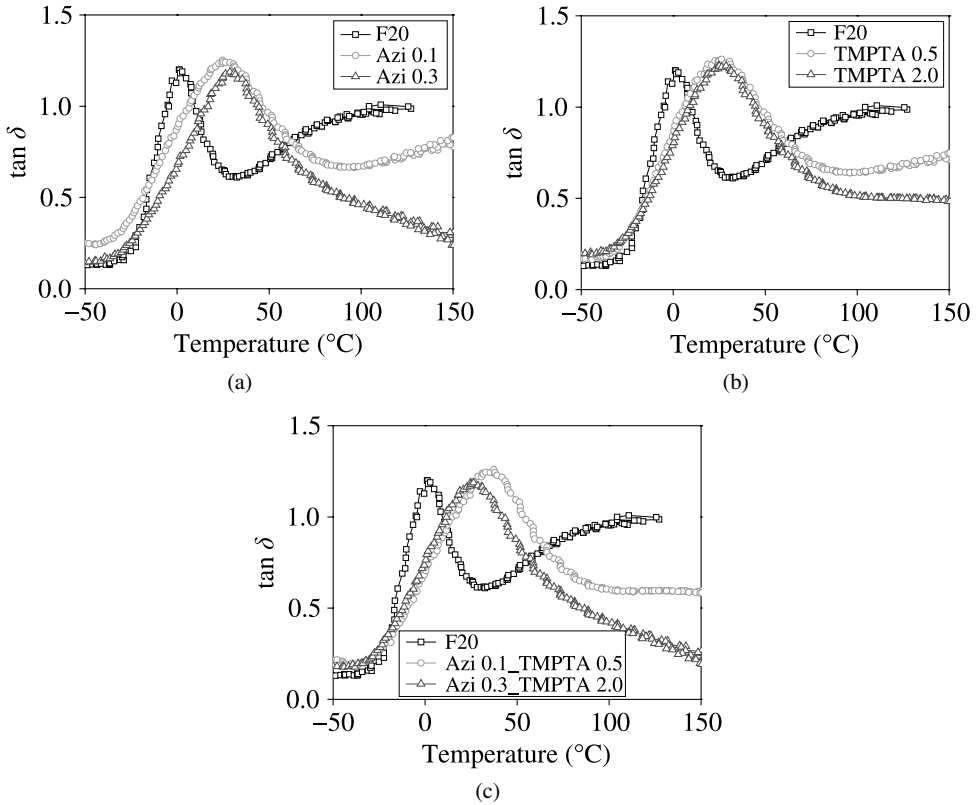 1.5
1.0
0.5
0.0
tan δ
F20
Azi 0.1
Azi 0.3
−50
0
50
100
150
Temperature (°C)
(a)
1.5
1.0
0.5
0.0
tan δ
F20
TMPTA 0.5
TMPTA 2.0
−50
0
50
100
150
Temperature (°C)
(b)
1.5
1.0
0.5
0.0
tan δ
F20
Azi 0.1_TMPTA 0.5
Azi 0.3_TMPTA 2.0
−50
0
50
100
150
Temperature (°C)
(c)